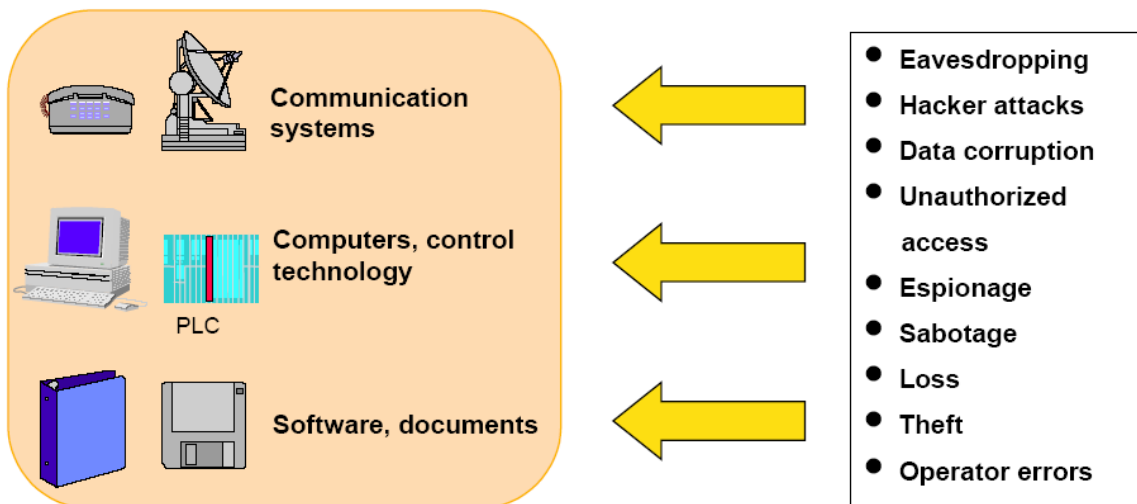 Communication
systems
Computers, control
technology
PLC
Software, documents
● Eavesdropping
● Hacker attacks
● Data corruption
● Unauthorized
access
● Espionage
● Sabotage
● Loss
● Theft
● Operator errors